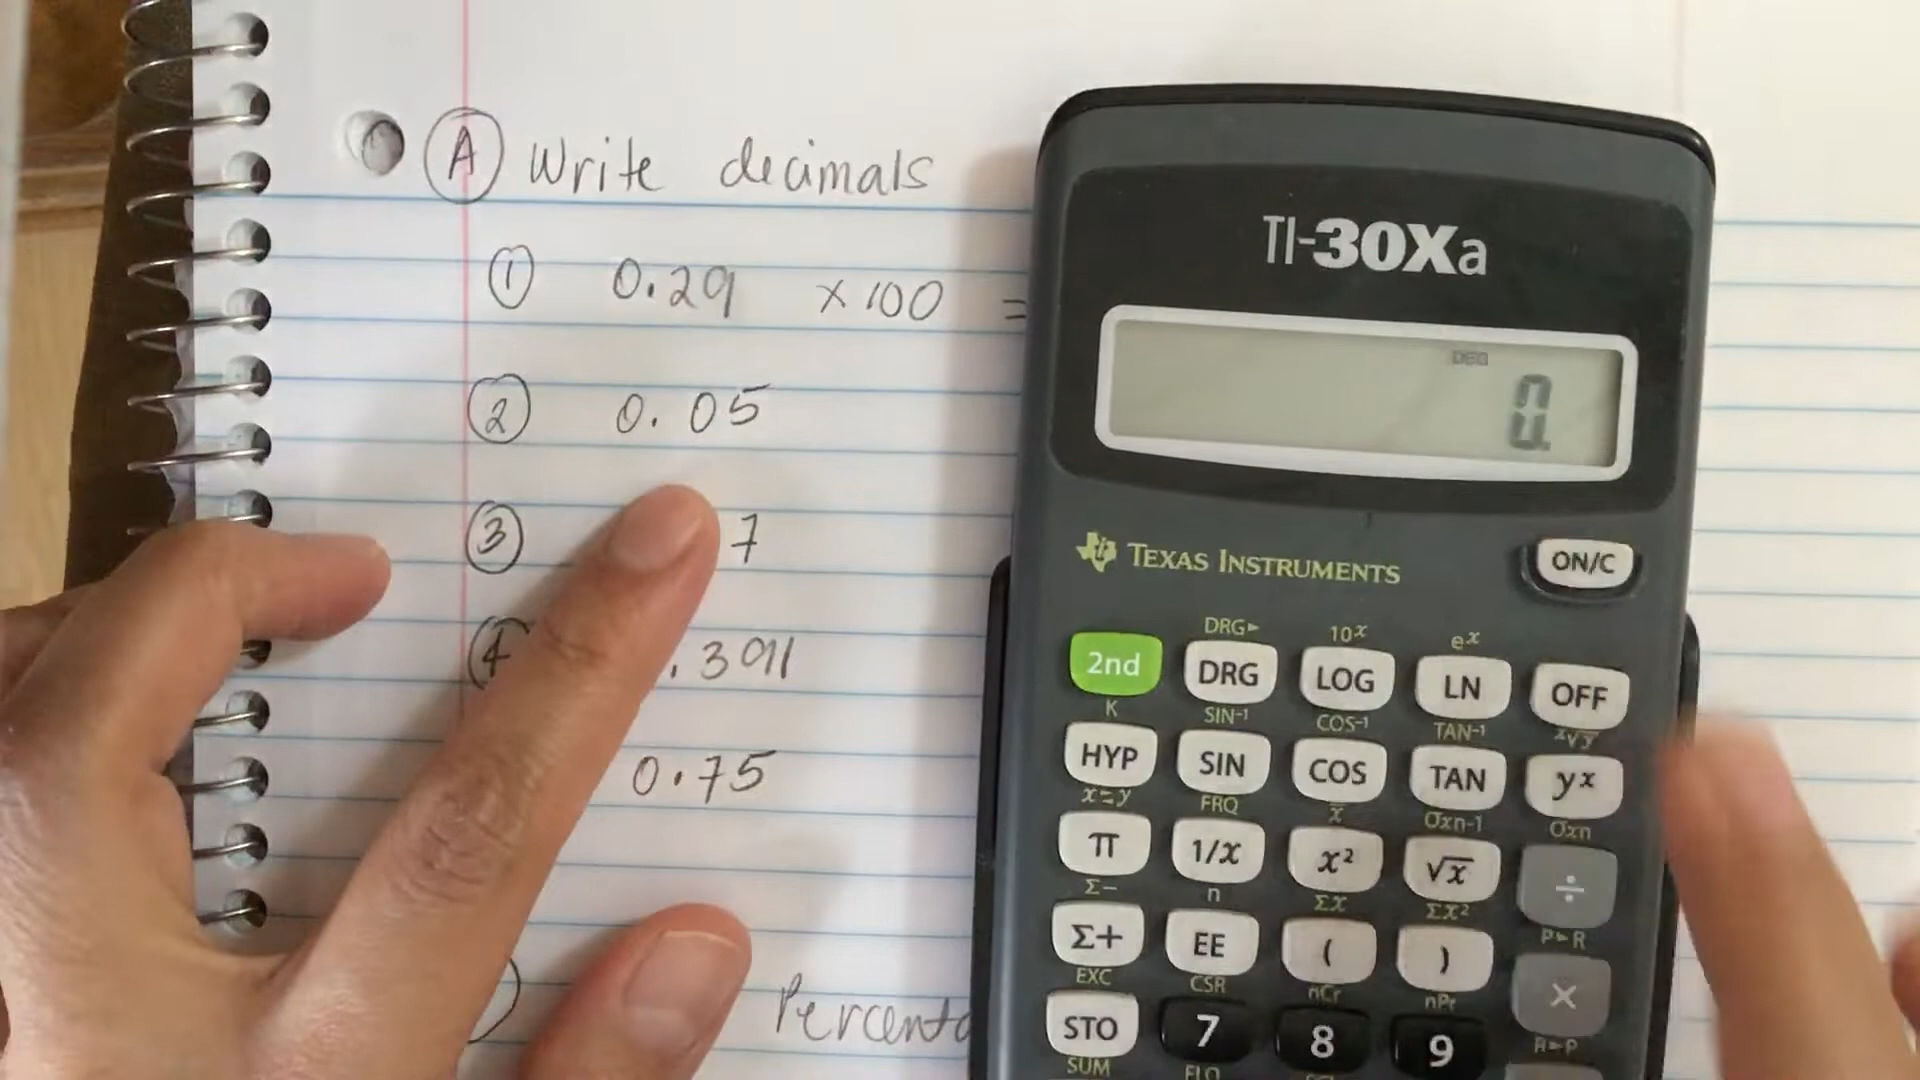 A Write decimals
1 0.29 ×100 =
2 0.05
3 7
4 .391
0.75
Percenta
TI-30Xa
DEG
0.
TEXAS INSTRUMENTS
ON/C
DRG► 10ˣ eˣ
2nd DRG LOG LN OFF
K SIN⁻¹ COS⁻¹ TAN⁻¹ ˣ√y
HYP SIN COS TAN yˣ
x⇆y FRQ x̄ σxn-1 σxn
π 1/x x² √x ÷
Σ− n Σx Σx² P►R
Σ+ EE ( ) ×
EXC CSR nCr nPr R►P
STO 7 8 9
SUM FLO